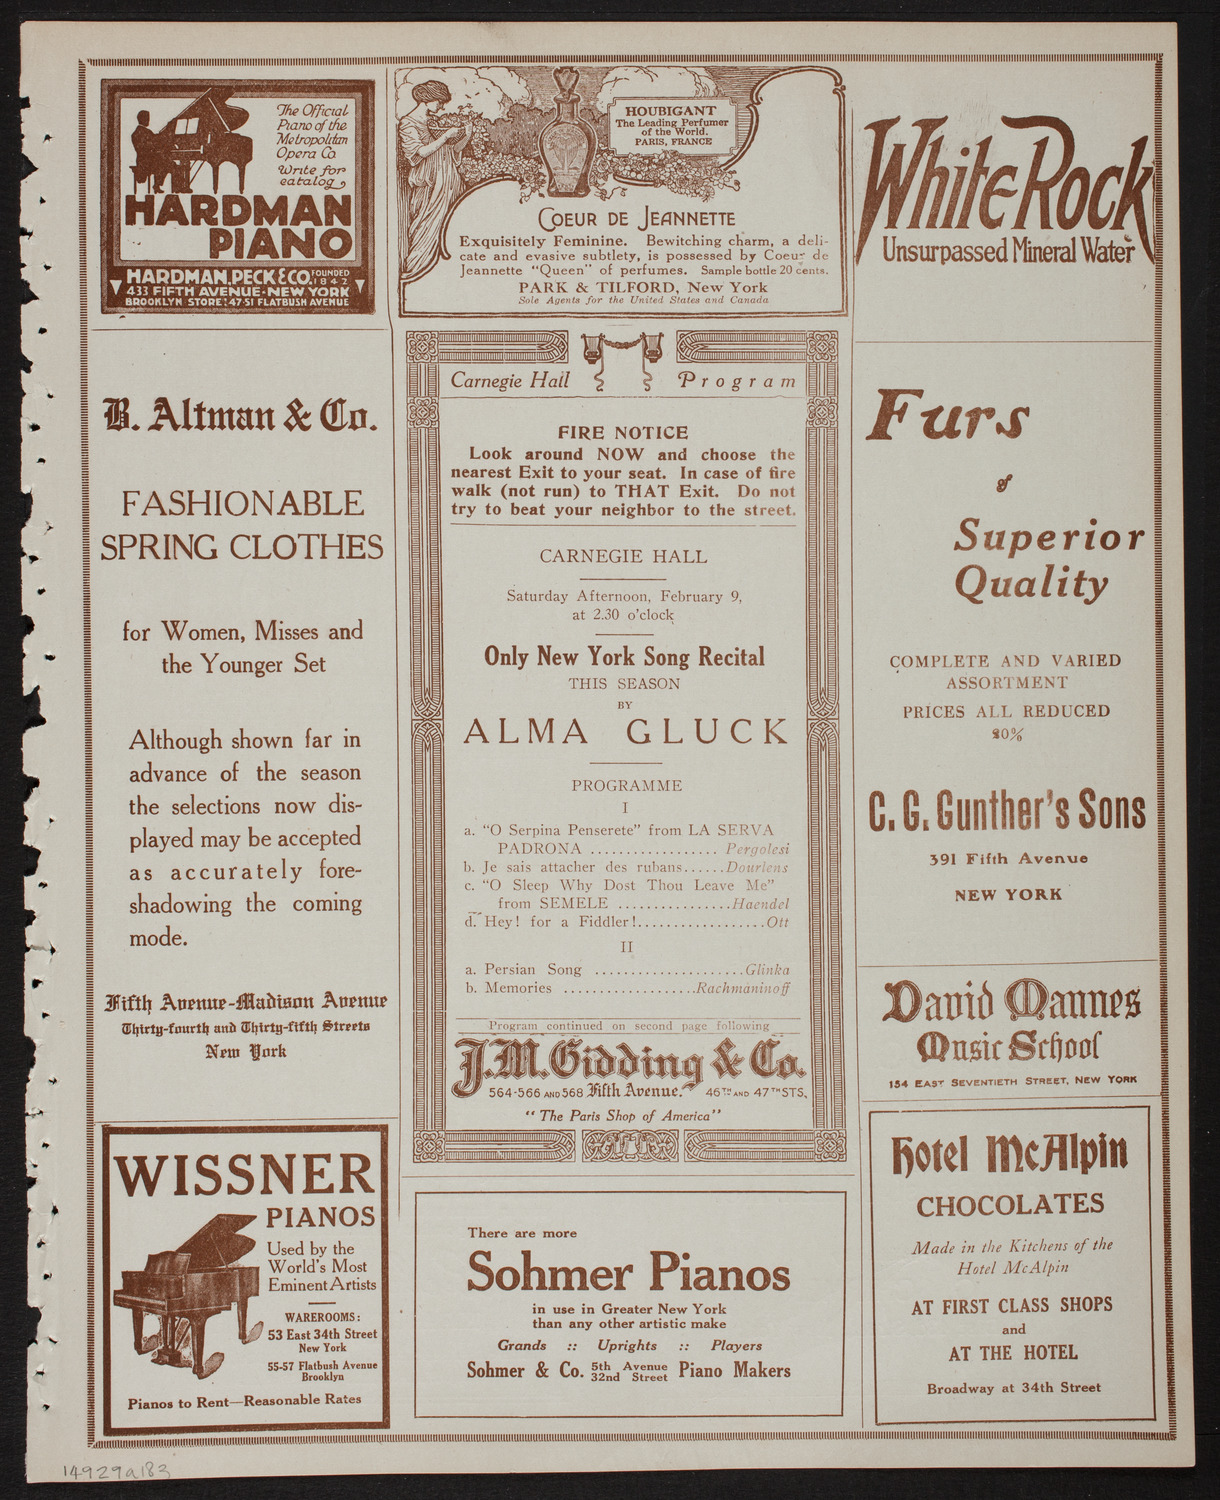 The Official
Piano of the
Metropolitan
Opera Co.
Write for
catalog
HARDMAN
PIANO
HARDMAN, PECK & CO. FOUNDED 1842
433 FIFTH AVENUE - NEW YORK
BROOKLYN STORE: 47-51 FLATBUSH AVENUE
B. Altman & Co.
FASHIONABLE
SPRING CLOTHES
for Women, Misses and
the Younger Set
Although shown far in
advance of the season
the selections now dis-
played may be accepted
as accurately fore-
shadowing the coming
mode.
Fifth Avenue-Madison Avenue
Thirty-fourth and Thirty-fifth Streets
New York
WISSNER
PIANOS
Used by the
World's Most
Eminent Artists
WAREROOMS:
53 East 34th Street
New York
55-57 Flatbush Avenue
Brooklyn
Pianos to Rent—Reasonable Rates
HOUBIGANT
The Leading Perfumer
of the World.
PARIS, FRANCE
COEUR DE JEANNETTE
Exquisitely Feminine. Bewitching charm, a deli-
cate and evasive subtlety, is possessed by Coeur de
Jeannette "Queen" of perfumes. Sample bottle 20 cents.
PARK & TILFORD, New York
Sole Agents for the United States and Canada
Carnegie Hall Program
FIRE NOTICE
Look around NOW and choose the
nearest Exit to your seat. In case of fire
walk (not run) to THAT Exit. Do not
try to beat your neighbor to the street.
CARNEGIE HALL
Saturday Afternoon, February 9,
at 2.30 o'clock
Only New York Song Recital
THIS SEASON
BY
ALMA GLUCK
PROGRAMME
I
a. "O Serpina Penserete" from LA SERVA
PADRONA .................. Pergolesi
b. Je sais attacher des rubans......Dourlens
c. "O Sleep Why Dost Thou Leave Me"
from SEMELE ................Haendel
d. Hey! for a Fiddler!..................Ott
II
a. Persian Song .....................Glinka
b. Memories ...................Rachmaninoff
Program continued on second page following
J. M. Gidding & Co.
564-566 AND 568 Fifth Avenue. 46TH AND 47TH STS.
"The Paris Shop of America"
There are more
Sohmer Pianos
in use in Greater New York
than any other artistic make
Grands :: Uprights :: Players
Sohmer & Co. 5th Avenue 32nd Street Piano Makers
White Rock
Unsurpassed Mineral Water
Furs
of
Superior
Quality
COMPLETE AND VARIED
ASSORTMENT
PRICES ALL REDUCED
20%
C. G. Gunther's Sons
391 Fifth Avenue
NEW YORK
David Mannes
Music School
154 EAST SEVENTIETH STREET, NEW YORK
Hotel McAlpin
CHOCOLATES
Made in the Kitchens of the
Hotel McAlpin
AT FIRST CLASS SHOPS
and
AT THE HOTEL
Broadway at 34th Street
14929a183